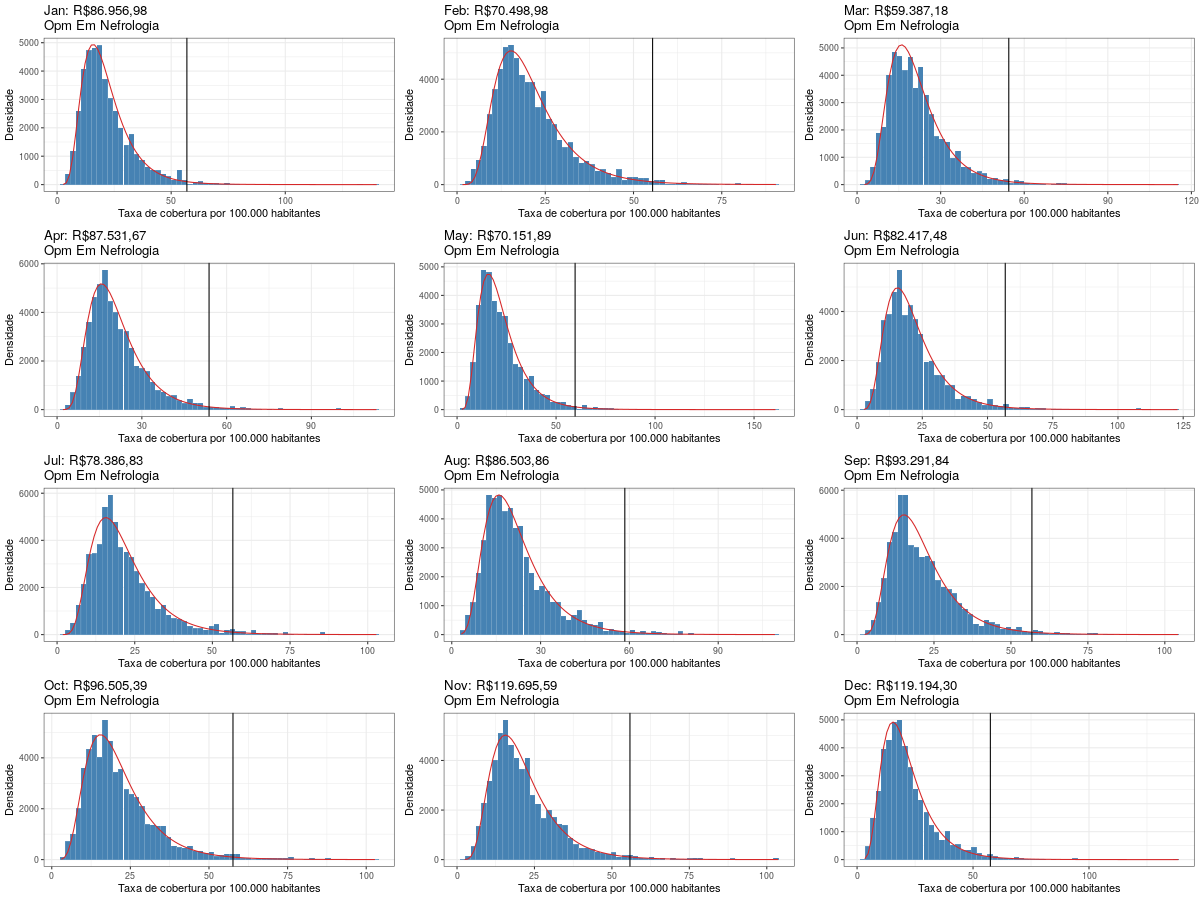 Jan: R$86.956,98
Opm Em Nefrologia
Densidade
5000
4000
3000
2000
1000
0
0
50
100
Taxa de cobertura por 100.000 habitantes
Feb: R$70.498,98
Opm Em Nefrologia
Densidade
4000
2000
0
0
25
50
75
Taxa de cobertura por 100.000 habitantes
Mar: R$59.387,18
Opm Em Nefrologia
Densidade
5000
4000
3000
2000
1000
0
0
30
60
90
120
Taxa de cobertura por 100.000 habitantes
Apr: R$87.531,67
Opm Em Nefrologia
Densidade
6000
4000
2000
0
0
30
60
90
Taxa de cobertura por 100.000 habitantes
May: R$70.151,89
Opm Em Nefrologia
Densidade
5000
4000
3000
2000
1000
0
0
50
100
150
Taxa de cobertura por 100.000 habitantes
Jun: R$82.417,48
Opm Em Nefrologia
Densidade
4000
2000
0
0
25
50
75
100
125
Taxa de cobertura por 100.000 habitantes
Jul: R$78.386,83
Opm Em Nefrologia
Densidade
6000
4000
2000
0
0
25
50
75
100
Taxa de cobertura por 100.000 habitantes
Aug: R$86.503,86
Opm Em Nefrologia
Densidade
5000
4000
3000
2000
1000
0
0
30
60
90
Taxa de cobertura por 100.000 habitantes
Sep: R$93.291,84
Opm Em Nefrologia
Densidade
6000
4000
2000
0
0
25
50
75
100
Taxa de cobertura por 100.000 habitantes
Oct: R$96.505,39
Opm Em Nefrologia
Densidade
4000
2000
0
0
25
50
75
100
Taxa de cobertura por 100.000 habitantes
Nov: R$119.695,59
Opm Em Nefrologia
Densidade
4000
2000
0
0
25
50
75
100
Taxa de cobertura por 100.000 habitantes
Dec: R$119.194,30
Opm Em Nefrologia
Densidade
5000
4000
3000
2000
1000
0
0
50
100
Taxa de cobertura por 100.000 habitantes